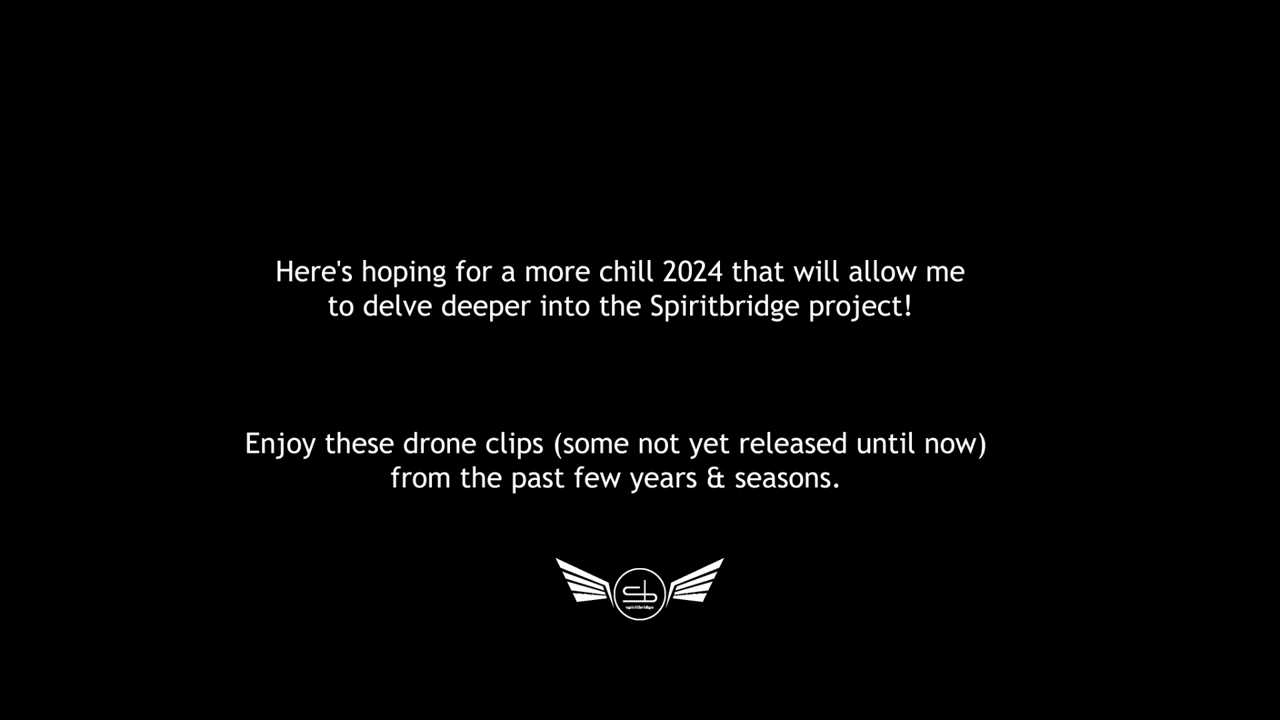 Here's hoping for a more chill 2024 that will allow me
to delve deeper into the Spiritbridge project!
Enjoy these drone clips (some not yet released until now)
from the past few years & seasons.
sb
spiritbridge